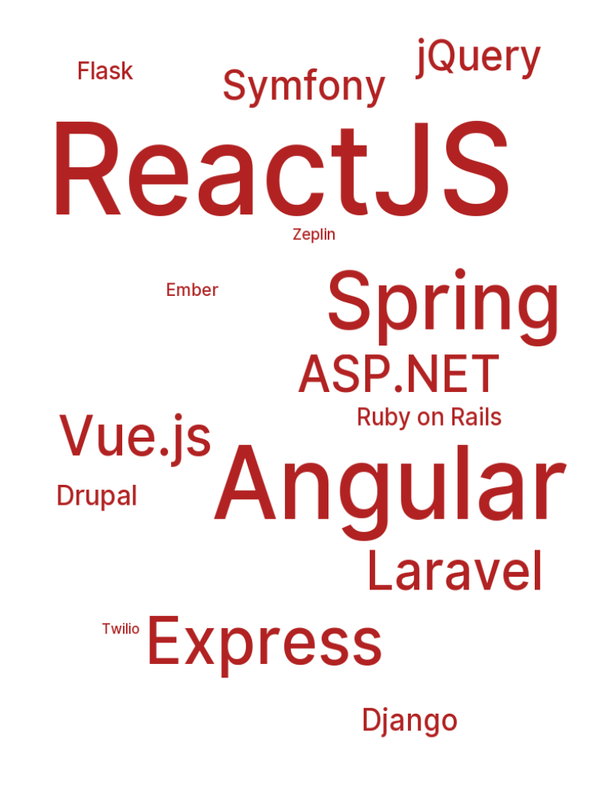 jQuery
Flask
Symfony
ReactJS
Zeplin
Ember
Spring
ASP.NET
Ruby on Rails
Vue.js
Angular
Drupal
Laravel
Twilio
Express
Django